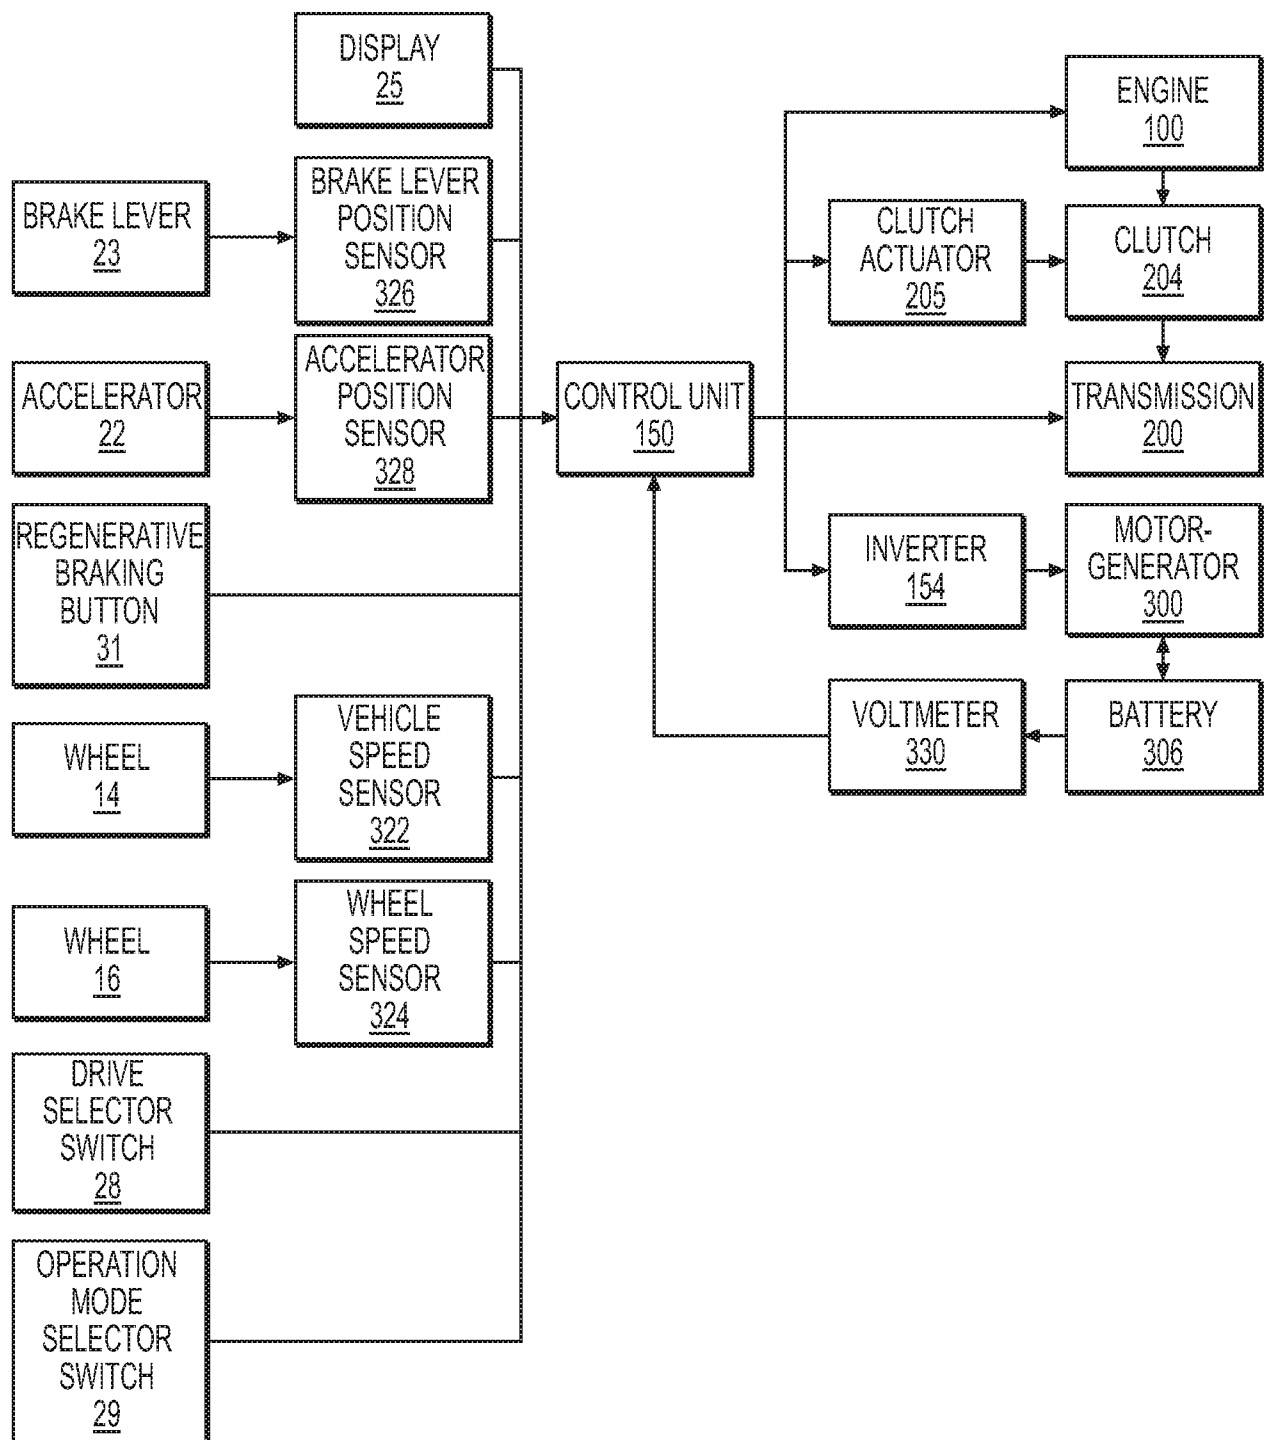 DISPLAY
25
BRAKE LEVER
23
BRAKE LEVER
POSITION
SENSOR
326
ACCELERATOR
22
ACCELERATOR
POSITION
SENSOR
328
REGENERATIVE
BRAKING
BUTTON
31
WHEEL
14
VEHICLE
SPEED
SENSOR
322
WHEEL
16
WHEEL
SPEED
SENSOR
324
DRIVE
SELECTOR
SWITCH
28
OPERATION
MODE
SELECTOR
SWITCH
29
CONTROL UNIT
150
ENGINE
100
CLUTCH
ACTUATOR
205
CLUTCH
204
TRANSMISSION
200
INVERTER
154
MOTOR-
GENERATOR
300
VOLTMETER
330
BATTERY
306